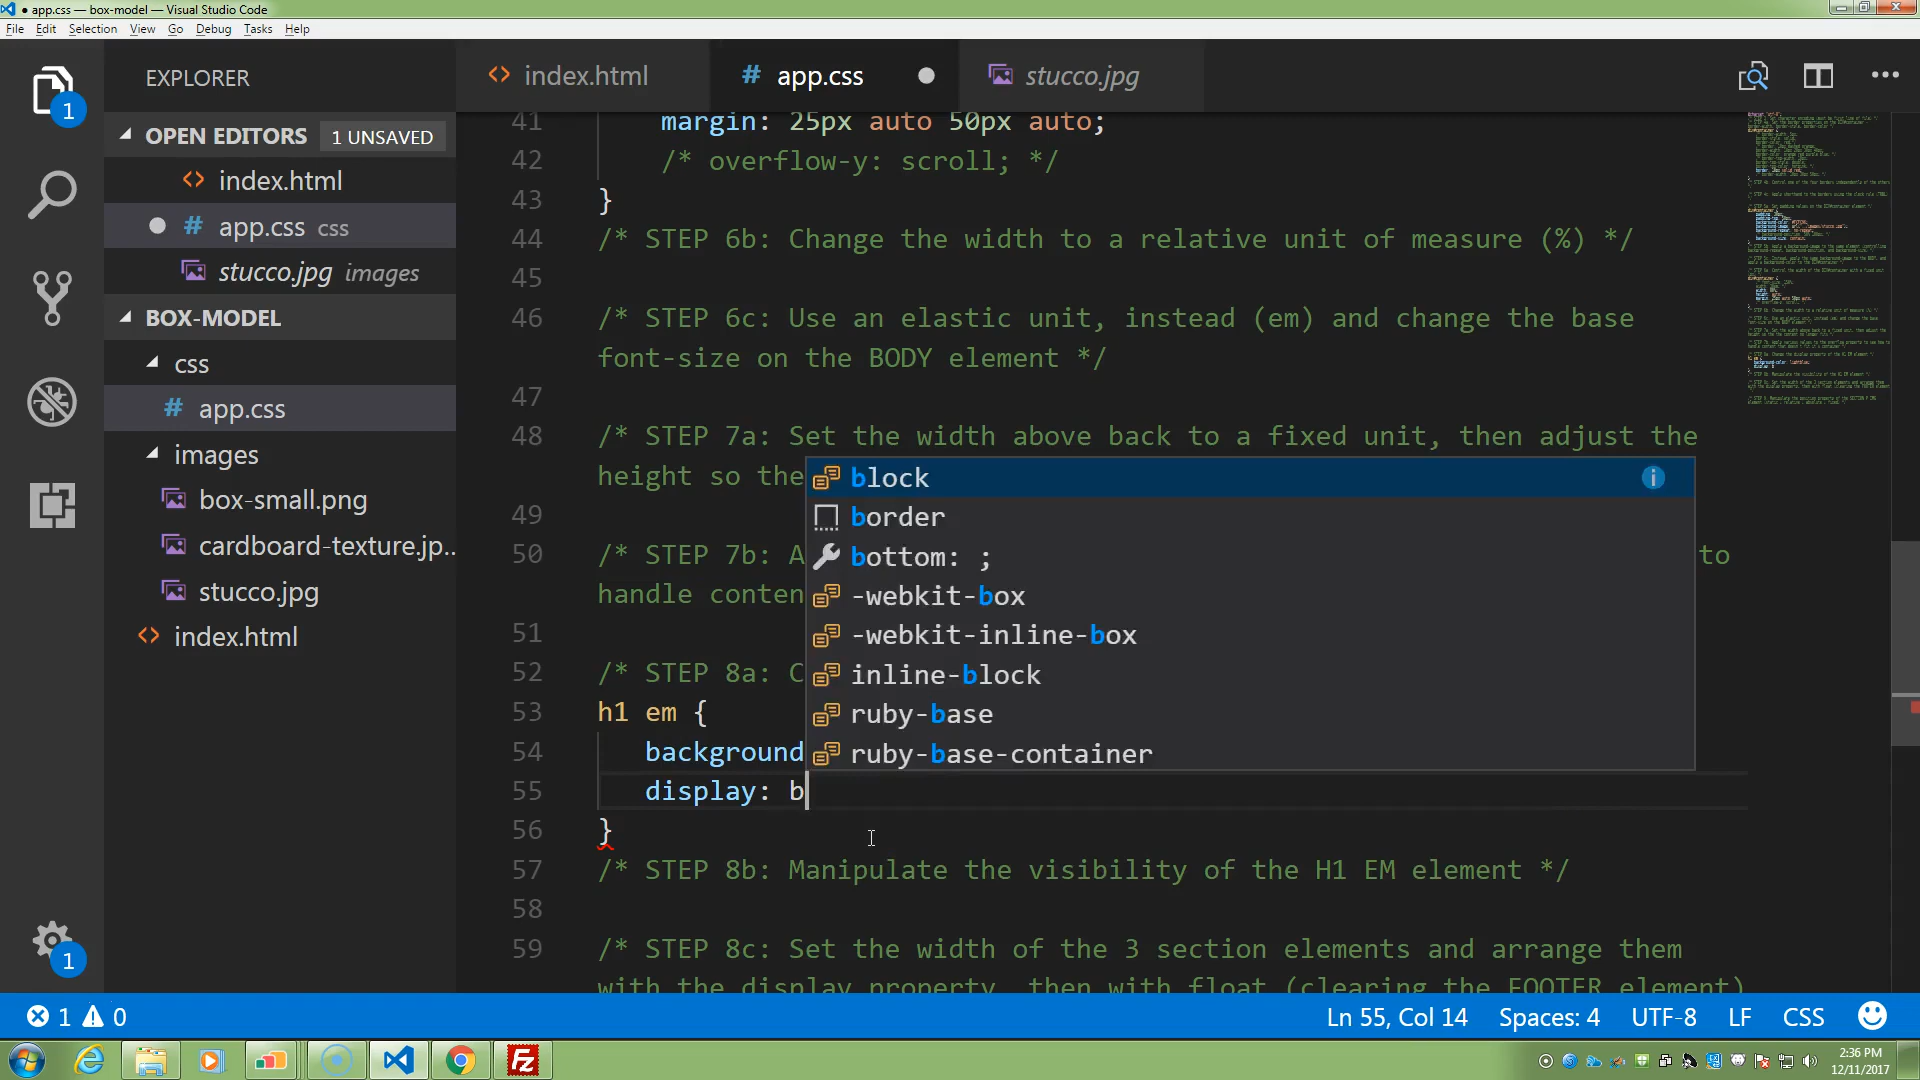 ● app.css — box-model — Visual Studio Code
File Edit Selection View Go Debug Tasks Help
EXPLORER
index.html
# app.css
stucco.jpg
1
OPEN EDITORS 1 UNSAVED
index.html
# app.css css
stucco.jpg images
BOX-MODEL
css
# app.css
images
box-small.png
cardboard-texture.jp...
stucco.jpg
index.html
1
41 margin: 25px auto 50px auto;
42 /* overflow-y: scroll; */
43 }
44 /* STEP 6b: Change the width to a relative unit of measure (%) */
45
46 /* STEP 6c: Use an elastic unit, instead (em) and change the base
font-size on the BODY element */
47
48 /* STEP 7a: Set the width above back to a fixed unit, then adjust the
height so the
49
50 /* STEP 7b: A to
handle conten
51
52 /* STEP 8a: C
53 h1 em {
54 background
55 display: b
56 }
57 /* STEP 8b: Manipulate the visibility of the H1 EM element */
58
59 /* STEP 8c: Set the width of the 3 section elements and arrange them
with the display property, then with float (clearing the FOOTER element)
block
border
bottom: ;
-webkit-box
-webkit-inline-box
inline-block
ruby-base
ruby-base-container
1 0 Ln 55, Col 14 Spaces: 4 UTF-8 LF CSS
2:36 PM
12/11/2017